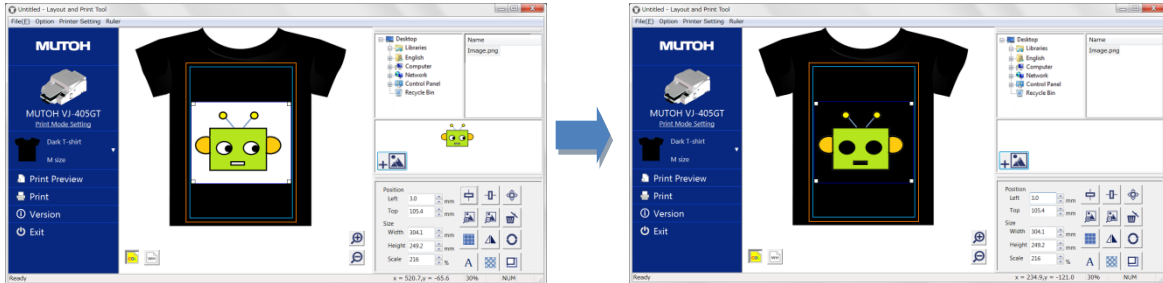 Untitled - Layout and Print Tool
File(F) Option Printer Setting Ruler
MUTOH
MUTOH VJ-405GT
Print Mode Setting
Dark T-shirt
M size
Print Preview
Print
Version
Exit
Desktop
Libraries
English
Computer
Network
Control Panel
Recycle Bin
Name
Image.png
Position
Left 3.0 mm
Top 105.4 mm
Size
Width 304.1 mm
Height 249.2 mm
Scale 216 %
A
CO
WH
Ready
x = 520.7,y = -65.6 30% NUM
Untitled - Layout and Print Tool
File(F) Option Printer Setting Ruler
MUTOH
MUTOH VJ-405GT
Print Mode Setting
Dark T-shirt
M size
Print Preview
Print
Version
Exit
Desktop
Libraries
English
Computer
Network
Control Panel
Recycle Bin
Name
Image.png
Position
Left 3.0 mm
Top 105.4 mm
Size
Width 304.1 mm
Height 249.2 mm
Scale 216 %
A
CO
WH
Ready
x = 234.9,y = -121.0 30% NUM